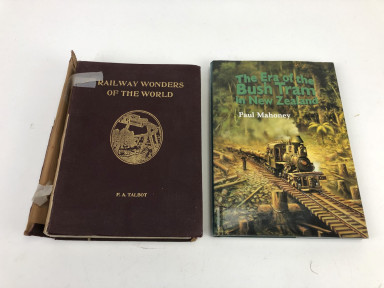 RAILWAY WONDERS
OF THE WORLD
F. A. TALBOT
The Era of the
Bush Tram
in New Zealand
Paul Mahoney